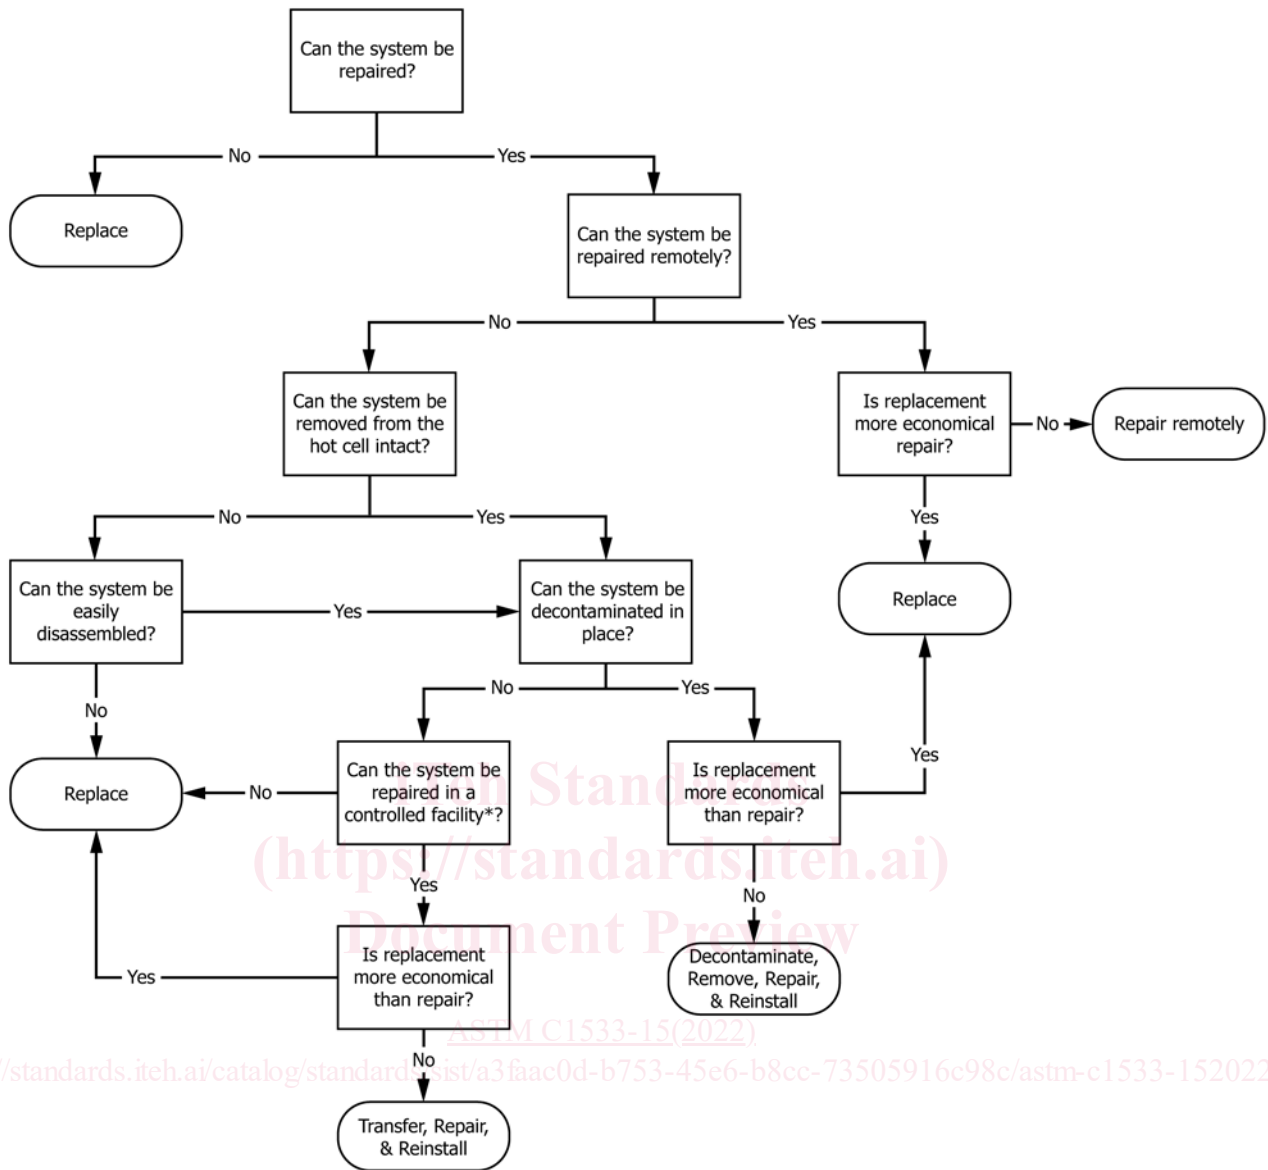 Can the system be
repaired?
No
Yes
Replace
Can the system be
repaired remotely?
No
Yes
Can the system be
removed from the
hot cell intact?
Is replacement
more economical
repair?
No
Repair remotely
No
Yes
Yes
Can the system be
easily
disassembled?
Yes
Can the system be
decontaminated in
place?
Replace
No
No
Yes
Replace
No
Can the system be
repaired in a
controlled facility*?
Is replacement
more economical
than repair?
Yes
Yes
No
iTeh Standards
(https://standards.iteh.ai)
Document Preview
Is replacement
more economical
than repair?
Yes
Decontaminate,
Remove, Repair,
& Reinstall
No
ASTM C1533-15(2022)
//standards.iteh.ai/catalog/standards/sist/a3faac0d-b753-45e6-b8cc-73505916c98c/astm-c1533-152022
Transfer, Repair,
& Reinstall